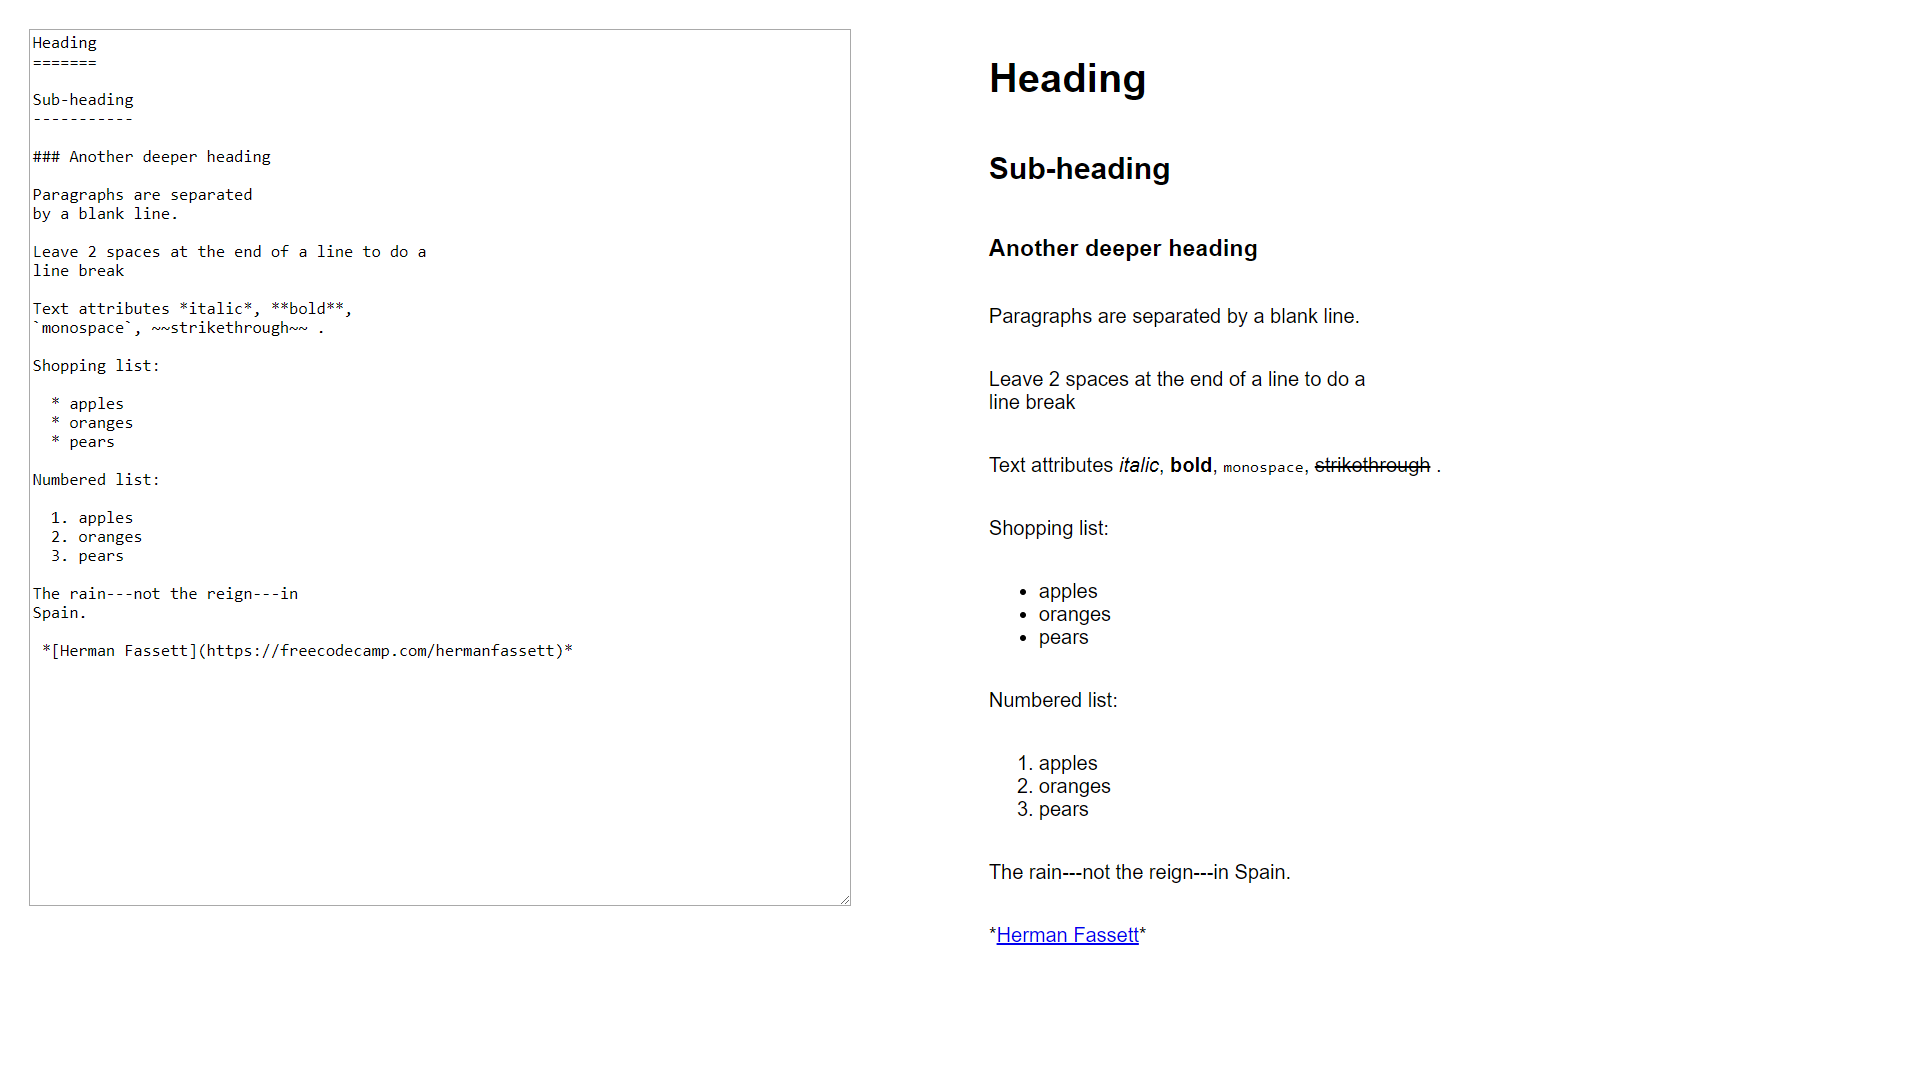 Heading
=======
Sub-heading
-----------
### Another deeper heading
Paragraphs are separated
by a blank line.
Leave 2 spaces at the end of a line to do a
line break
Text attributes *italic*, **bold**,
`monospace`, ~~strikethrough~~ .
Shopping list:
* apples
* oranges
* pears
Numbered list:
1. apples
2. oranges
3. pears
The rain---not the reign---in
Spain.
*[Herman Fassett](https://freecodecamp.com/hermanfassett)*
Heading
Sub-heading
Another deeper heading
Paragraphs are separated by a blank line.
Leave 2 spaces at the end of a line to do a
line break
Text attributes italic, bold, monospace, strikethrough .
Shopping list:
• apples
• oranges
• pears
Numbered list:
1. apples
2. oranges
3. pears
The rain---not the reign---in Spain.
*Herman Fassett*